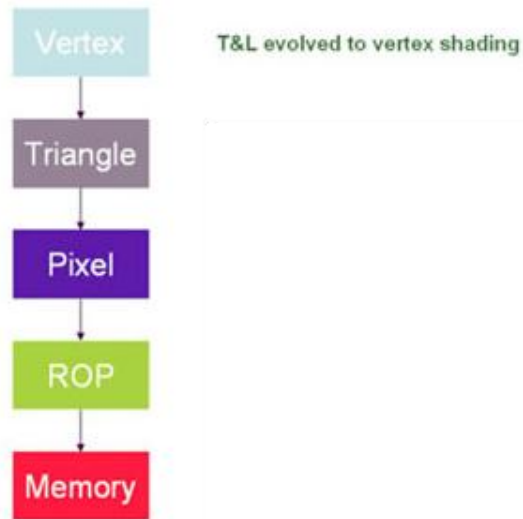 Vertex
T&L evolved to vertex shading
Triangle
Pixel
ROP
Memory